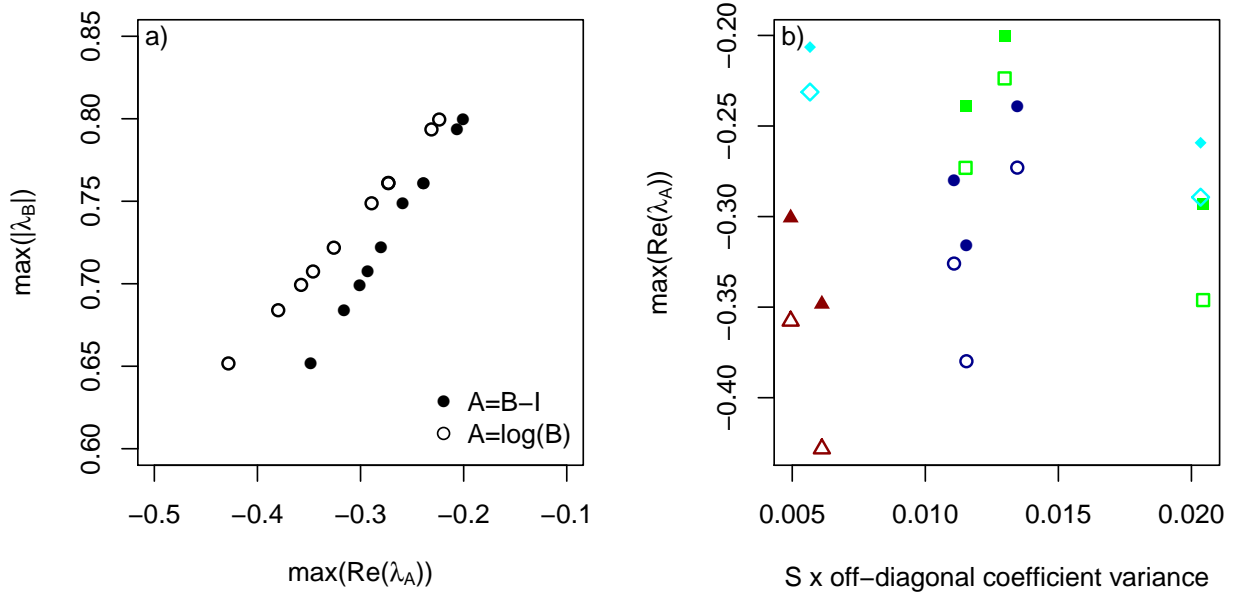 a)
max(|λB|)
0.85
0.80
0.75
0.70
0.65
0.60
A=B−I
A=log(B)
−0.5 −0.4 −0.3 −0.2 −0.1
max(Re(λA))
b)
max(Re(λA))
−0.20
−0.25
−0.30
−0.35
−0.40
0.005 0.010 0.015 0.020
S x off−diagonal coefficient variance